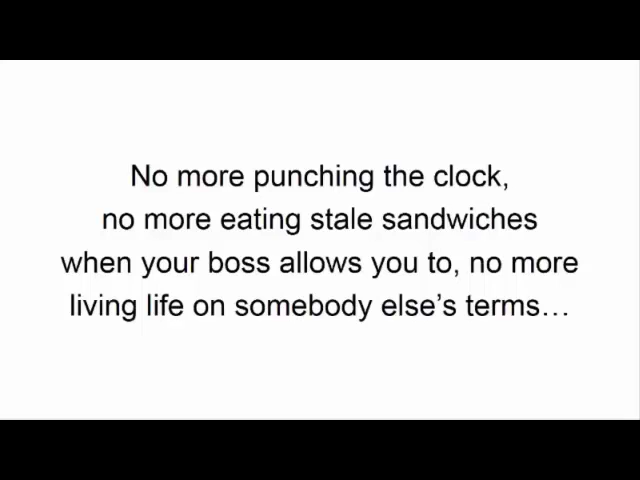 No more punching the clock,
no more eating stale sandwiches
when your boss allows you to, no more
living life on somebody else’s terms…